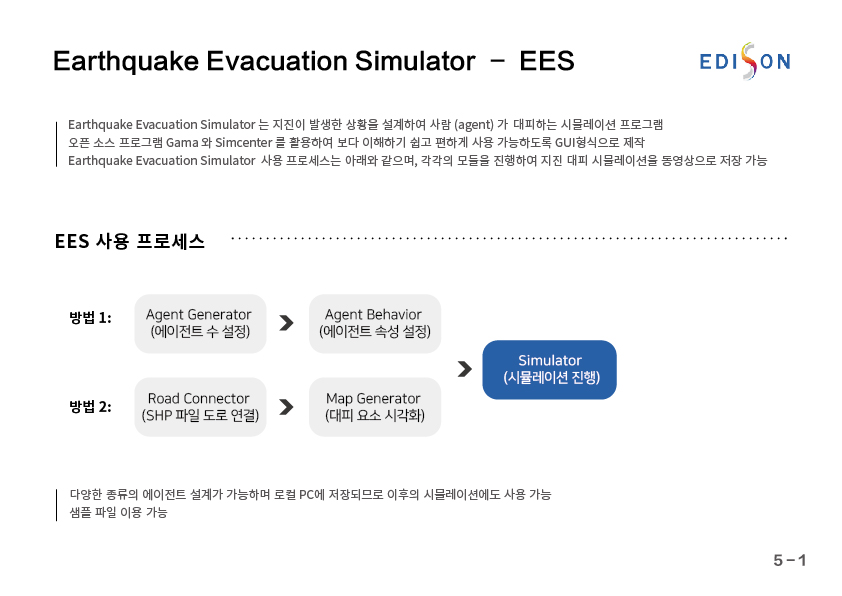 Earthquake Evacuation Simulator – EES
EDISON
Earthquake Evacuation Simulator 는 지진이 발생한 상황을 설계하여 사람 (agent) 가 대피하는 시뮬레이션 프로그램
오픈 소스 프로그램 Gama 와 Simcenter 를 활용하여 보다 이해하기 쉽고 편하게 사용 가능하도록 GUI형식으로 제작
Earthquake Evacuation Simulator 사용 프로세스는 아래와 같으며, 각각의 모듈을 진행하여 지진 대피 시뮬레이션을 동영상으로 저장 가능
EES 사용 프로세스
방법 1:
Agent Generator
(에이전트 수 설정)
Agent Behavior
(에이전트 속성 설정)
Simulator
(시뮬레이션 진행)
방법 2:
Road Connector
(SHP 파일 도로 연결)
Map Generator
(대피 요소 시각화)
다양한 종류의 에이전트 설계가 가능하며 로컬 PC에 저장되므로 이후의 시뮬레이션에도 사용 가능
샘플 파일 이용 가능
5–1